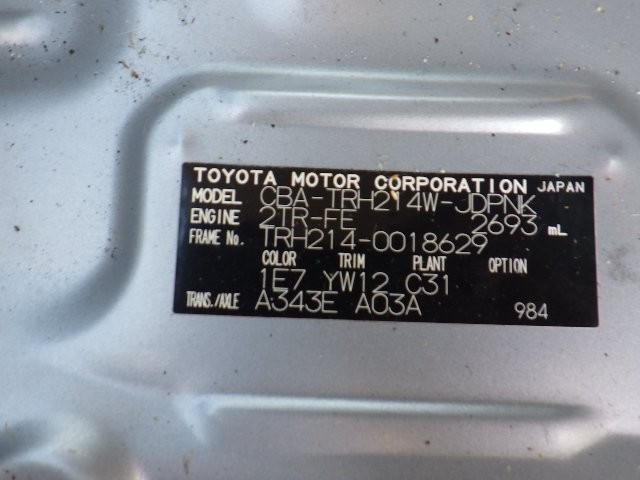 TOYOTA MOTOR CORPORATION JAPAN
MODEL CBA-TRH214W-JDPNK
ENGINE 2TR-FE 2693 mL
FRAME No. TRH214-0018629
COLOR TRIM PLANT OPTION
1E7 YW12 C31
TRANS./AXLE A343E A03A 984